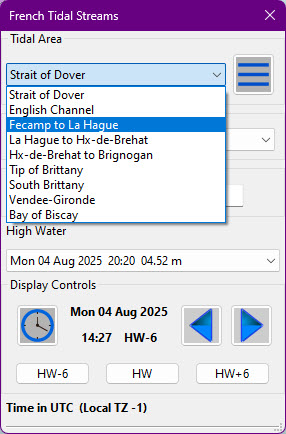 French Tidal Streams
Tidal Area
Strait of Dover
Strait of Dover
English Channel
Fecamp to La Hague
La Hague to Hx-de-Brehat
Hx-de-Brehat to Brignogan
Tip of Brittany
South Brittany
Vendee-Gironde
Bay of Biscay
High Water
Mon 04 Aug 2025 20:20 04.52 m
Display Controls
Mon 04 Aug 2025
14:27 HW-6
HW-6 HW HW+6
Time in UTC (Local TZ -1)